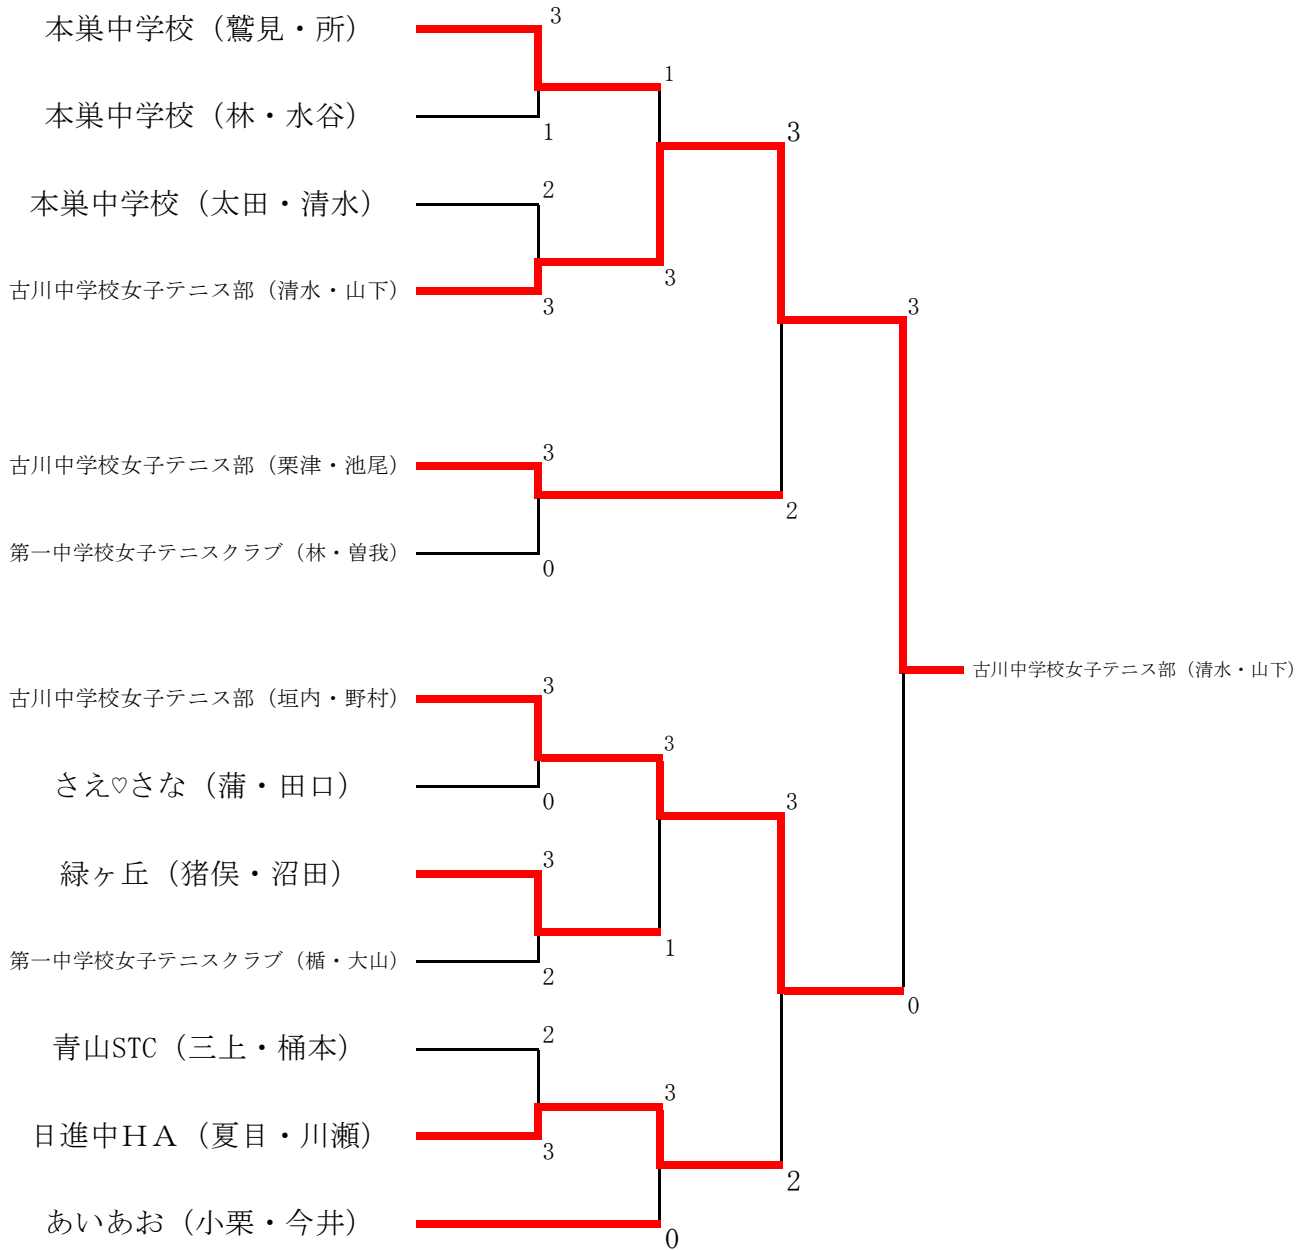 本巣中学校（鷲見・所）
3
1
本巣中学校（林・水谷）
1
3
本巣中学校（太田・清水）
2
古川中学校女子テニス部（清水・山下）
3
3
3
古川中学校女子テニス部（栗津・池尾）
3
2
第一中学校女子テニスクラブ（林・曽我）
0
古川中学校女子テニス部（清水・山下）
古川中学校女子テニス部（垣内・野村）
3
3
さえ♡さな（蒲・田口）
0
3
緑ヶ丘（猪俣・沼田）
3
1
第一中学校女子テニスクラブ（楯・大山）
2
0
青山STC（三上・桶本）
2
3
日進中ＨＡ（夏目・川瀬）
3
2
あいあお（小栗・今井）
0